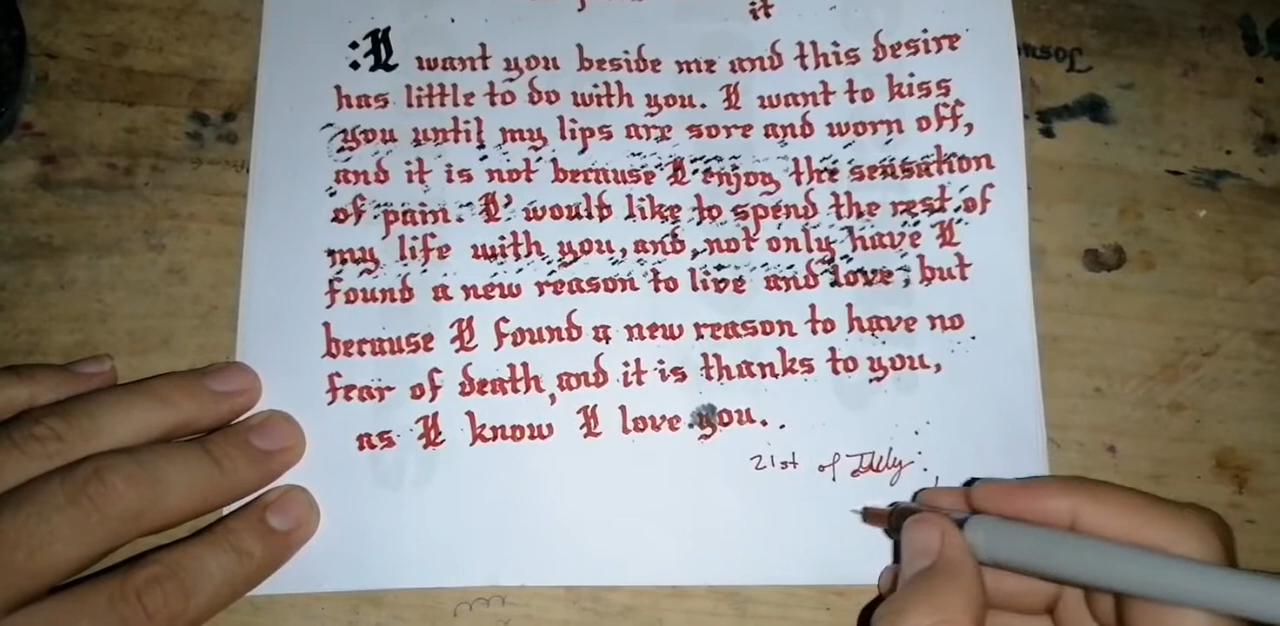 it
:I want you beside me and this desire
has little to do with you. I want to kiss
you until my lips are sore and worn off,
and it is not because I enjoy the sensation
of pain. I would like to spend the rest of
my life with you, and not only have I
found a new reason to live and love, but
because I found a new reason to have no
fear of death, and it is thanks to you,
as I know I love you..
21st of July: